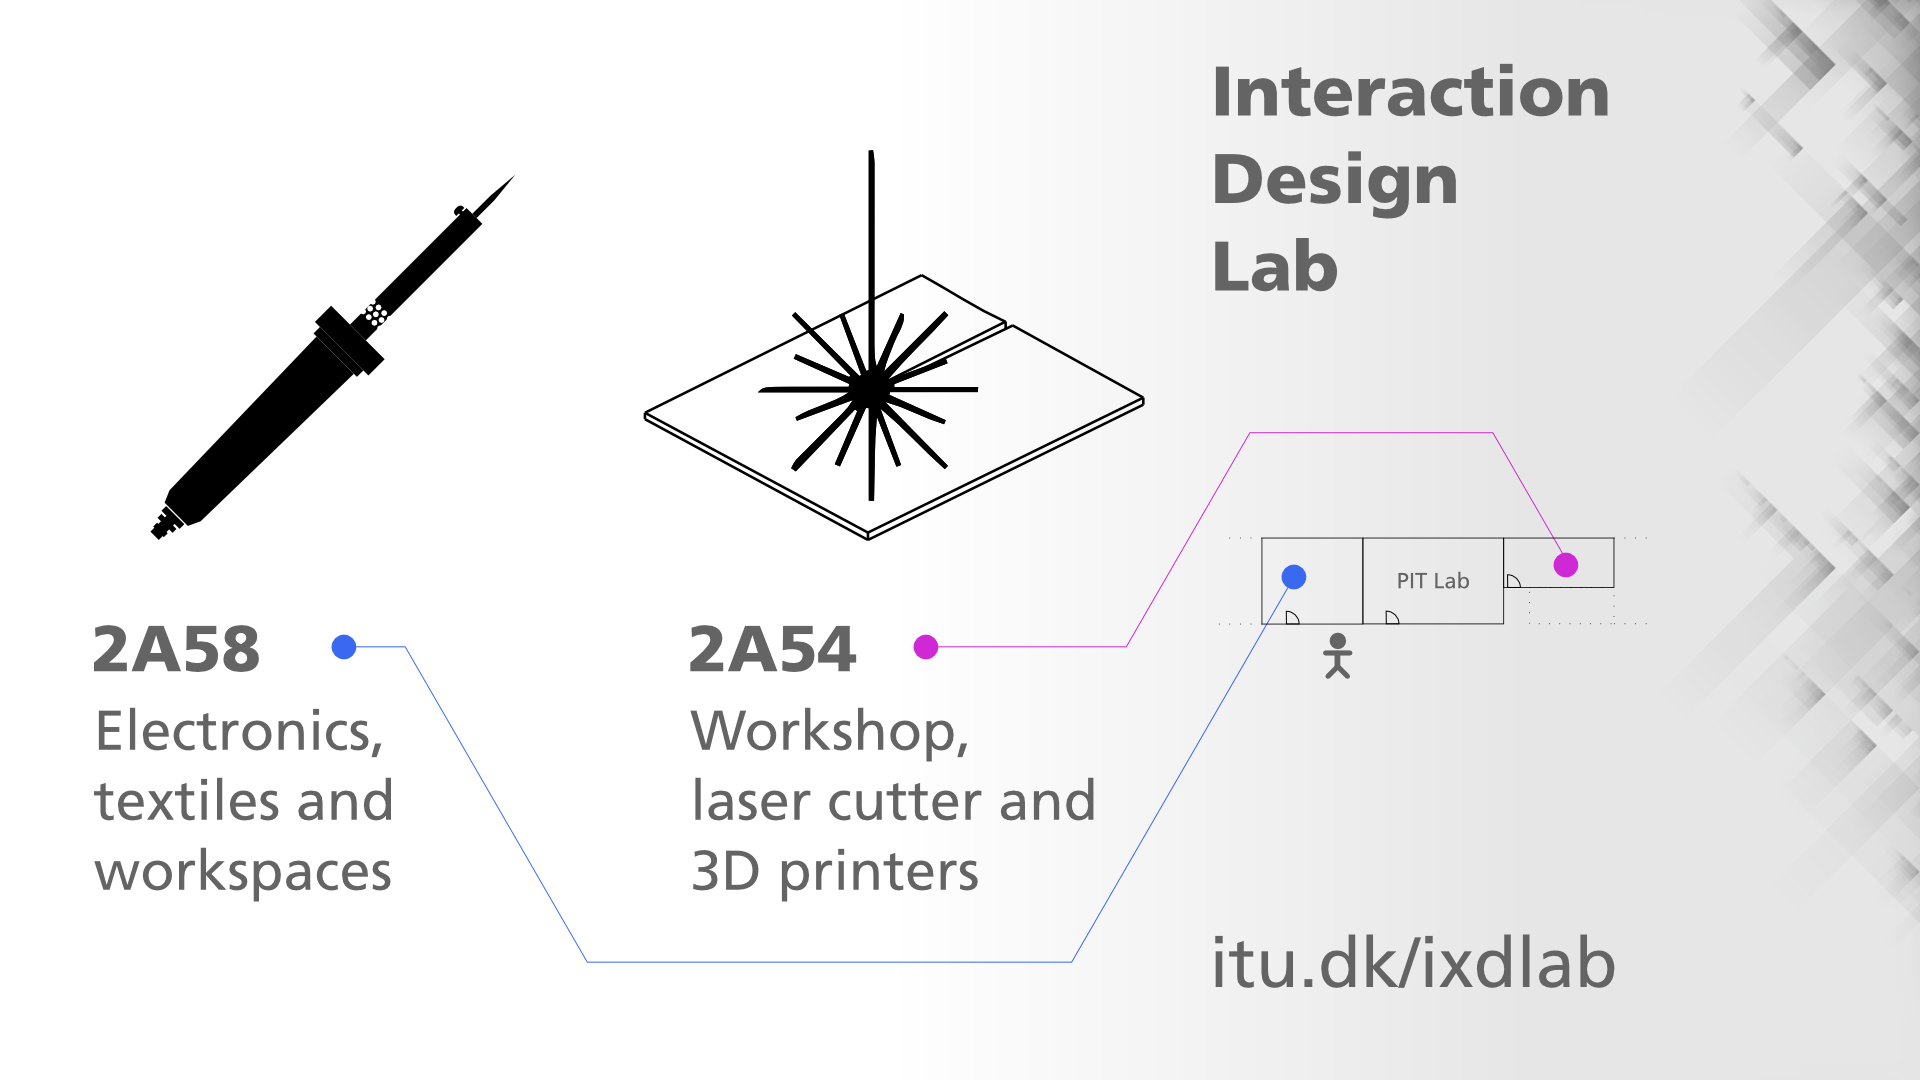 Interaction
Design
Lab
2A58
Electronics,
textiles and
workspaces
2A54
Workshop,
laser cutter and
3D printers
PIT Lab
itu.dk/ixdlab